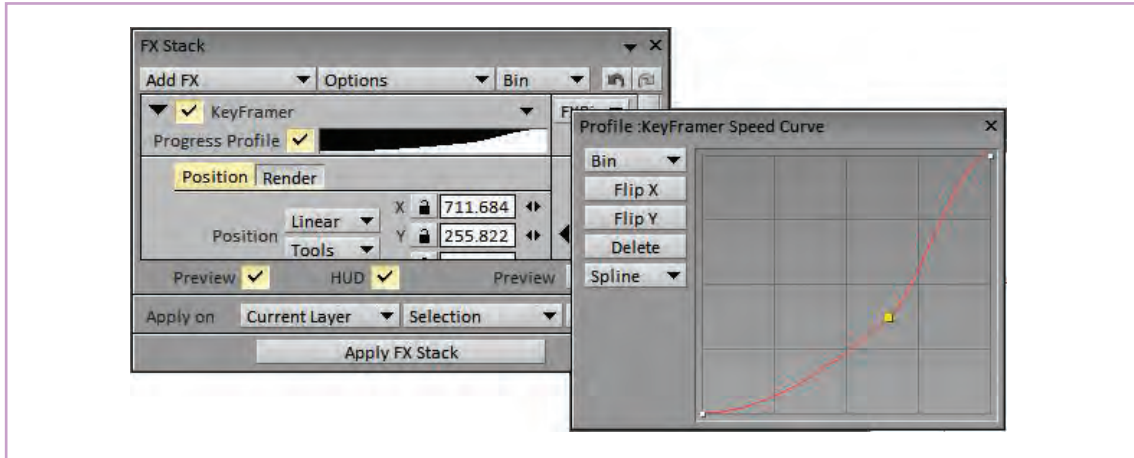 FX Stack
Add FX Options Bin
KeyFramer
Progress Profile
Position Render
Position Linear X 711.684
Tools Y 255.822
Preview HUD Preview
Apply on Current Layer Selection
Apply FX Stack
Profile :KeyFramer Speed Curve
Bin
Flip X
Flip Y
Delete
Spline